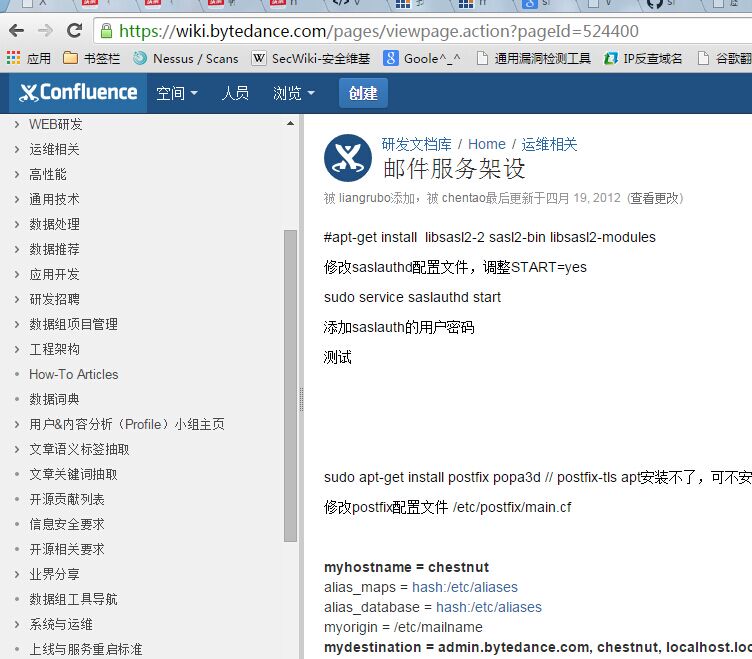 https://wiki.bytedance.com/pages/viewpage.action?pageId=524400
应用 书签栏 Nessus / Scans SecWiki-安全维基 Goole^_^ 通用漏洞检测工具 IP反查域名 谷歌翻
Confluence 空间 人员 浏览 创建
WEB研发
运维相关
高性能
通用技术
数据处理
数据推荐
应用开发
研发招聘
数据组项目管理
工程架构
How-To Articles
数据词典
用户&内容分析（Profile）小组主页
文章语义标签抽取
文章关键词抽取
开源贡献列表
信息安全要求
开源相关要求
业界分享
数据组工具导航
系统与运维
上线与服务重启标准
研发文档库 / Home / 运维相关
邮件服务架设
被 liangrubo添加，被 chentao最后更新于四月 19, 2012 (查看更改)
#apt-get install libsasl2-2 sasl2-bin libsasl2-modules
修改saslauthd配置文件，调整START=yes
sudo service saslauthd start
添加saslauth的用户密码
测试
sudo apt-get install postfix popa3d // postfix-tls apt安装不了，可不安
修改postfix配置文件 /etc/postfix/main.cf
myhostname = chestnut
alias_maps = hash:/etc/aliases
alias_database = hash:/etc/aliases
myorigin = /etc/mailname
mydestination = admin.bytedance.com, chestnut, localhost.loc